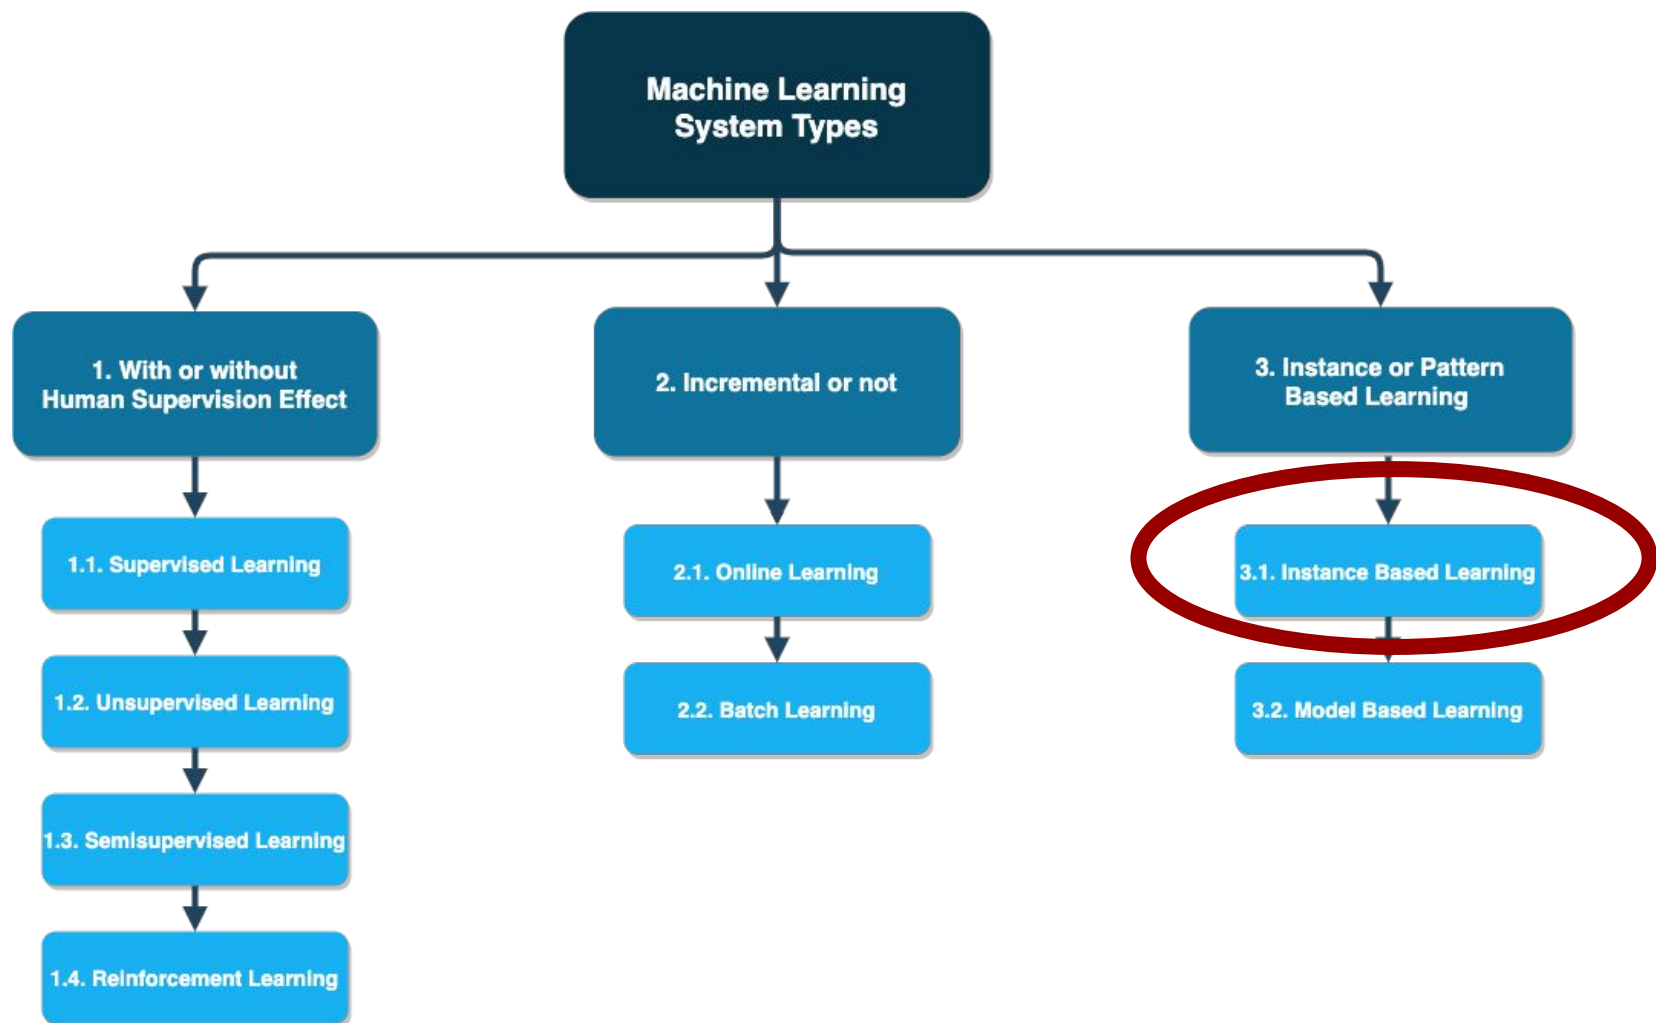 Machine Learning
System Types
1. With or without
Human Supervision Effect
2. Incremental or not
3. Instance or Pattern
Based Learning
1.1. Supervised Learning
2.1. Online Learning
3.1. Instance Based Learning
1.2. Unsupervised Learning
2.2. Batch Learning
3.2. Model Based Learning
1.3. Semisupervised Learning
1.4. Reinforcement Learning